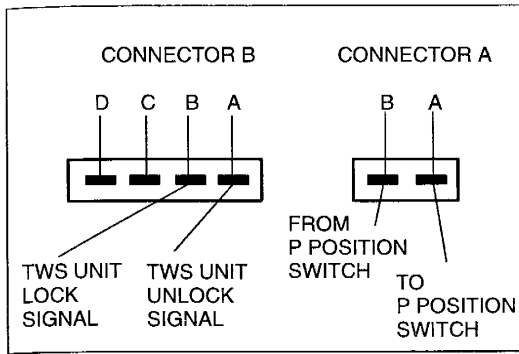 CONNECTOR B
CONNECTOR A
D C B A
B A
TWS UNIT
LOCK
SIGNAL
TWS UNIT
UNLOCK
SIGNAL
FROM
P POSITION
SWITCH
TO
P POSITION
SWITCH